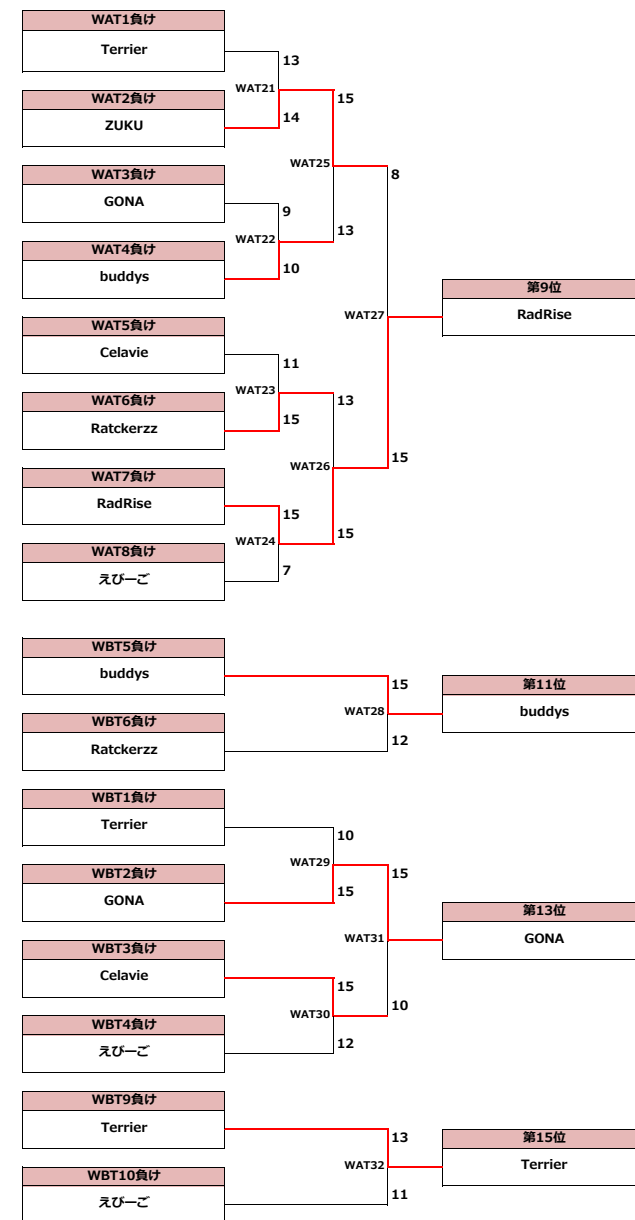 WAT1負け
Terrier
13
WAT21
15
WAT2負け
14
ZUKU
WAT25
8
WAT3負け
GONA
9
13
WAT22
WAT4負け
10
buddys
第9位
WAT27
RadRise
WAT5負け
Celavie
11
WAT23
13
WAT6負け
15
Ratckerzz
15
WAT26
WAT7負け
RadRise
15
15
WAT24
WAT8負け
7
えびーご
WBT5負け
buddys
15
第11位
WAT28
buddys
WBT6負け
12
Ratckerzz
WBT1負け
Terrier
10
WAT29
15
WBT2負け
15
GONA
第13位
WAT31
GONA
WBT3負け
Celavie
15
10
WAT30
WBT4負け
12
えびーご
WBT9負け
Terrier
13
第15位
WAT32
Terrier
WBT10負け
11
えびーご